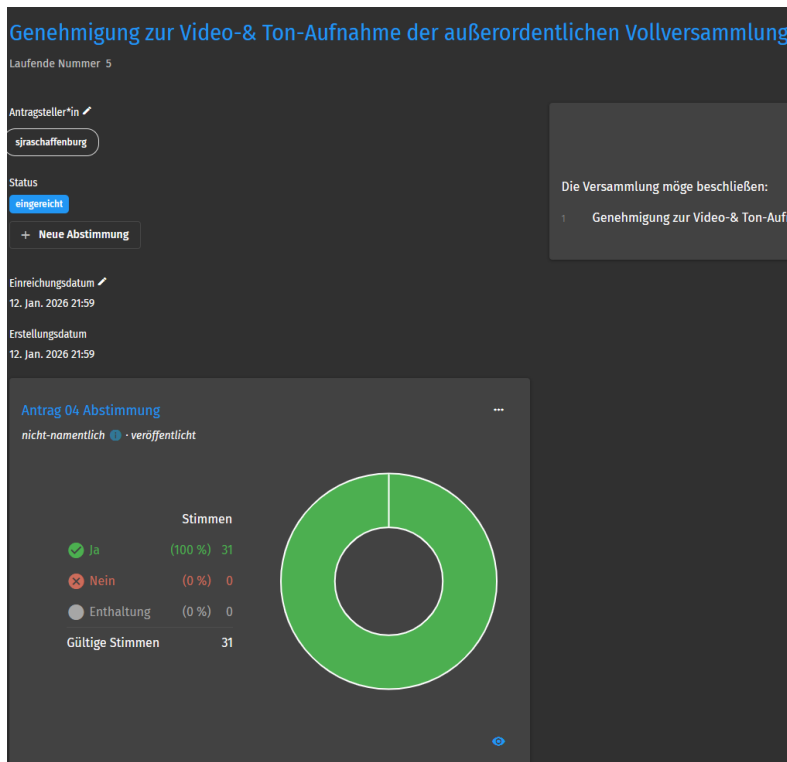 Genehmigung zur Video-& Ton-Aufnahme der außerordentlichen Vollversammlung
Laufende Nummer 5
Antragsteller*in
sjraschaffenburg
Status
eingereicht
+ Neue Abstimmung
Einreichungsdatum
12. Jan. 2026 21:59
Erstellungsdatum
12. Jan. 2026 21:59
Die Versammlung möge beschließen:
1 Genehmigung zur Video-& Ton-Auf
Antrag 04 Abstimmung
nicht-namentlich · veröffentlicht
Stimmen
Ja (100 %) 31
Nein (0 %) 0
Enthaltung (0 %) 0
Gültige Stimmen 31